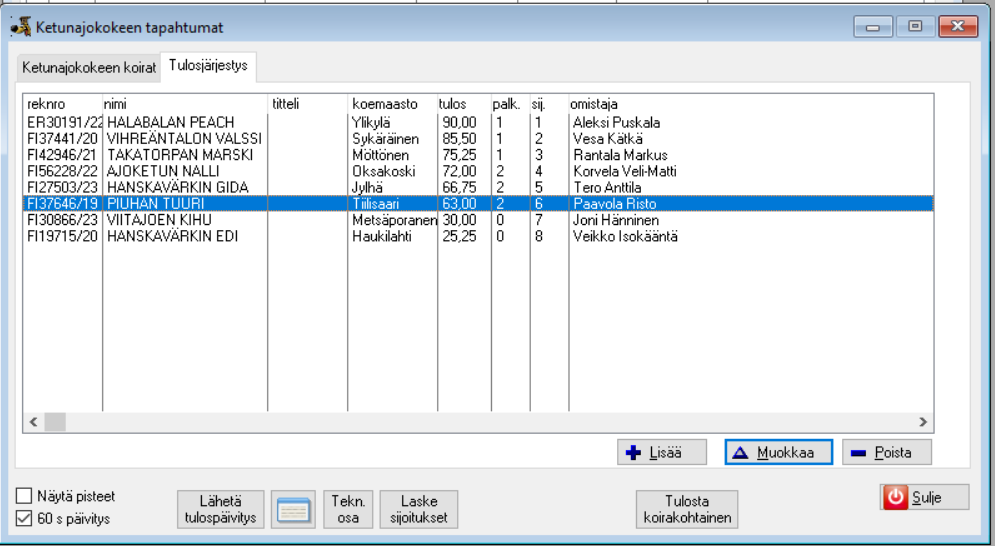 Ketunajokokeen tapahtumat
Ketunajokokeen koirat Tulosjärjestys
reknro nimi titteli koemaasto tulos palk. sij. omistaja
ER30191/22 HALABALAN PEACH Ylikylä 90,00 1 1 Aleksi Puskala
FI37441/20 VIHREÄNTALON VALSSI Sykäräinen 85,50 1 2 Vesa Kätkä
FI42946/21 TAKATORPAN MARSKI Möttönen 75,25 1 3 Rantala Markus
FI56228/22 AJOKETUN NALLI Oksakoski 72,00 2 4 Korvela Veli-Matti
FI27503/23 HANSKAVÄRKIN GIDA Jylhä 66,75 2 5 Tero Anttila
FI37646/19 PIUHAN TUURI Tiilisaari 63,00 2 6 Paavola Risto
FI30866/23 VIITAJOEN KIHU Metsäporanen 30,00 0 7 Joni Hänninen
FI19715/20 HANSKAVÄRKIN EDI Haukilahti 25,25 0 8 Veikko Isokääntä
Lisää Muokkaa Poista
Näytä pisteet
60 s päivitys
Lähetä
tulospäivitys
Tekn.
osa
Laske
sijoitukset
Tulosta
koirakohtainen
Sulje